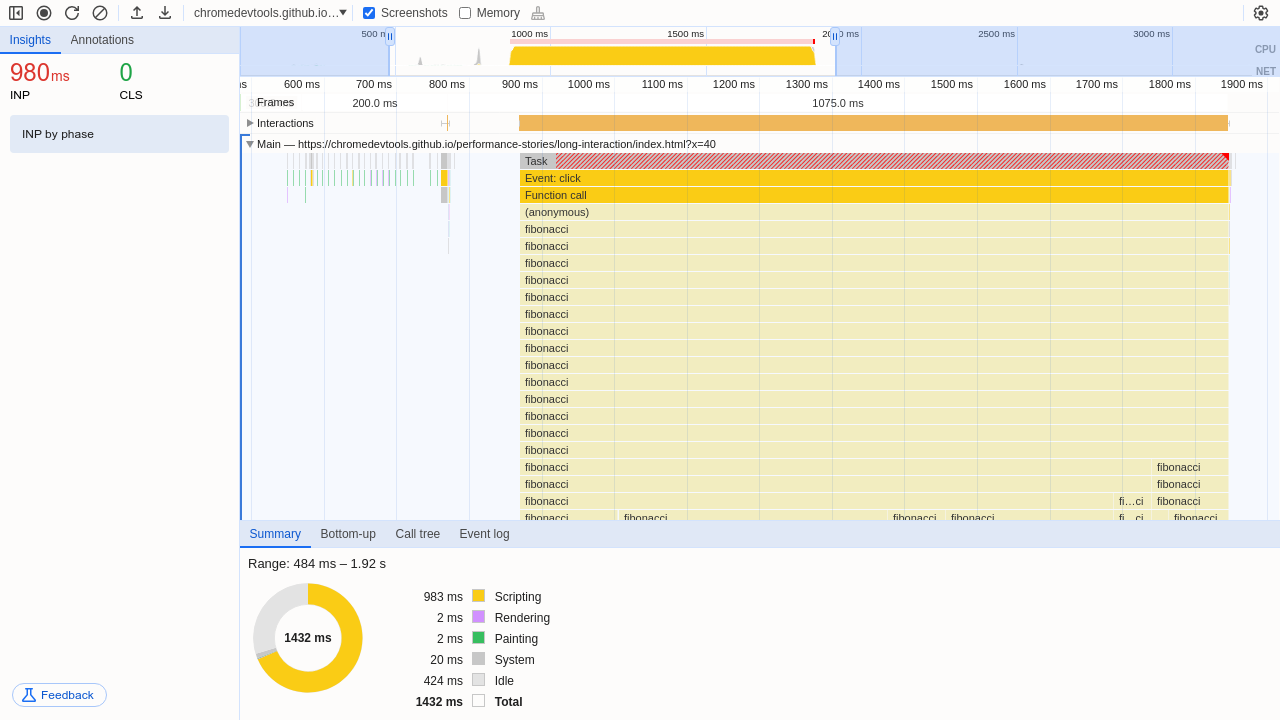 chromedevtools.github.io… Screenshots Memory
Insights Annotations
980ms 0
INP CLS
INP by phase
Feedback
1000 ms 1500 ms 2500 ms 3000 ms
CPU
NET
600 ms 700 ms 800 ms 900 ms 1000 ms 1100 ms 1200 ms 1300 ms 1400 ms 1500 ms 1600 ms 1700 ms 1800 ms 1900 ms
Frames 200.0 ms 1075.0 ms
Interactions
Main — https://chromedevtools.github.io/performance-stories/long-interaction/index.html?x=40
Task
Event: click
Function call
(anonymous)
fibonacci
fibonacci
fibonacci
fibonacci
fibonacci
fibonacci
fibonacci
fibonacci
fibonacci
fibonacci
fibonacci
fibonacci
fibonacci
fibonacci
fibonacci fibonacci
fibonacci fibonacci
fibonacci fi…ci fibonacci
fibonacci fibonacci fibonacci fibonacci fi…ci fibonacci
Summary Bottom-up Call tree Event log
Range: 484 ms – 1.92 s
1432 ms
983 ms Scripting
2 ms Rendering
2 ms Painting
20 ms System
424 ms Idle
1432 ms Total